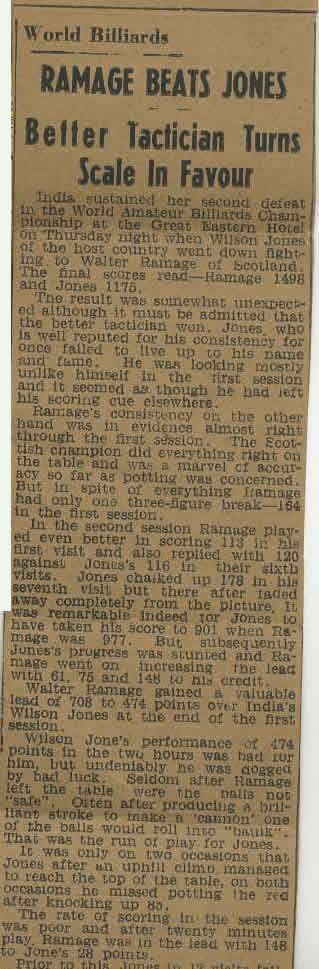 World Billiards
RAMAGE BEATS JONES
Better Tactician Turns
Scale In Favour
India sustained her second defeat
in the World Amateur Billiards Cham-
pionship at the Great Eastern Hotel
on Thursday night when Wilson Jones
of the host country went down fight-
ing to Walter Ramage of Scotland.
The final scores read—Ramage 1498
and Jones 1175.
The result was somewhat unexpect-
ed although it must be admitted that
the better tactician won. Jones who
is well reputed for his consistency for
once failed to live up to his name
and fame. He was looking mostly
unlike himself in the first session
and it seemed as though he had left
his scoring cue elsewhere.
Ramage's consistency on the other
hand was in evidence almost right
through the first session. The Scot-
tish champion did everything right on
the table and was a marvel of accur-
acy so far as potting was concerned.
But in spite of everything Ramage
had only one three-figure break—164
in the first session.
In the second session Ramage play-
ed even better in scoring 113 in his
first visit and also replied with 120
against Jones's 116 in their sixth
visits. Jones chalked up 178 in his
seventh visit but there after faded
away completely from the picture. It
was remarkable indeed for Jones to
have taken his score to 901 when Ra-
mage was 977. But subsequently
Jones's progress was stunted and Ra-
mage went on increasing the lead
with 61, 75 and 148 to his credit.
Walter Ramage gained a valuable
lead of 708 to 474 points over India's
Wilson Jones at the end of the first
session.
Wilson Jone's performance of 474
points in the two hours was bad for
him, but undeniably he was dogged
by bad luck. Seldom after Ramage
left the table were the balls not
"safe". Often after producing a bril-
liant stroke to make a 'cannon' one
of the balls would roll into "baulk".
That was the run of play for Jones.
It was only on two occasions that
Jones after an uphill climb managed
to reach the top of the table, on both
occasions he missed potting the red
after knocking up 85.
The rate of scoring in the session
was poor and after twenty minutes
play, Ramage was in the lead with 148
to Jone's 28 points.
Prior to this Jones in 12 visits